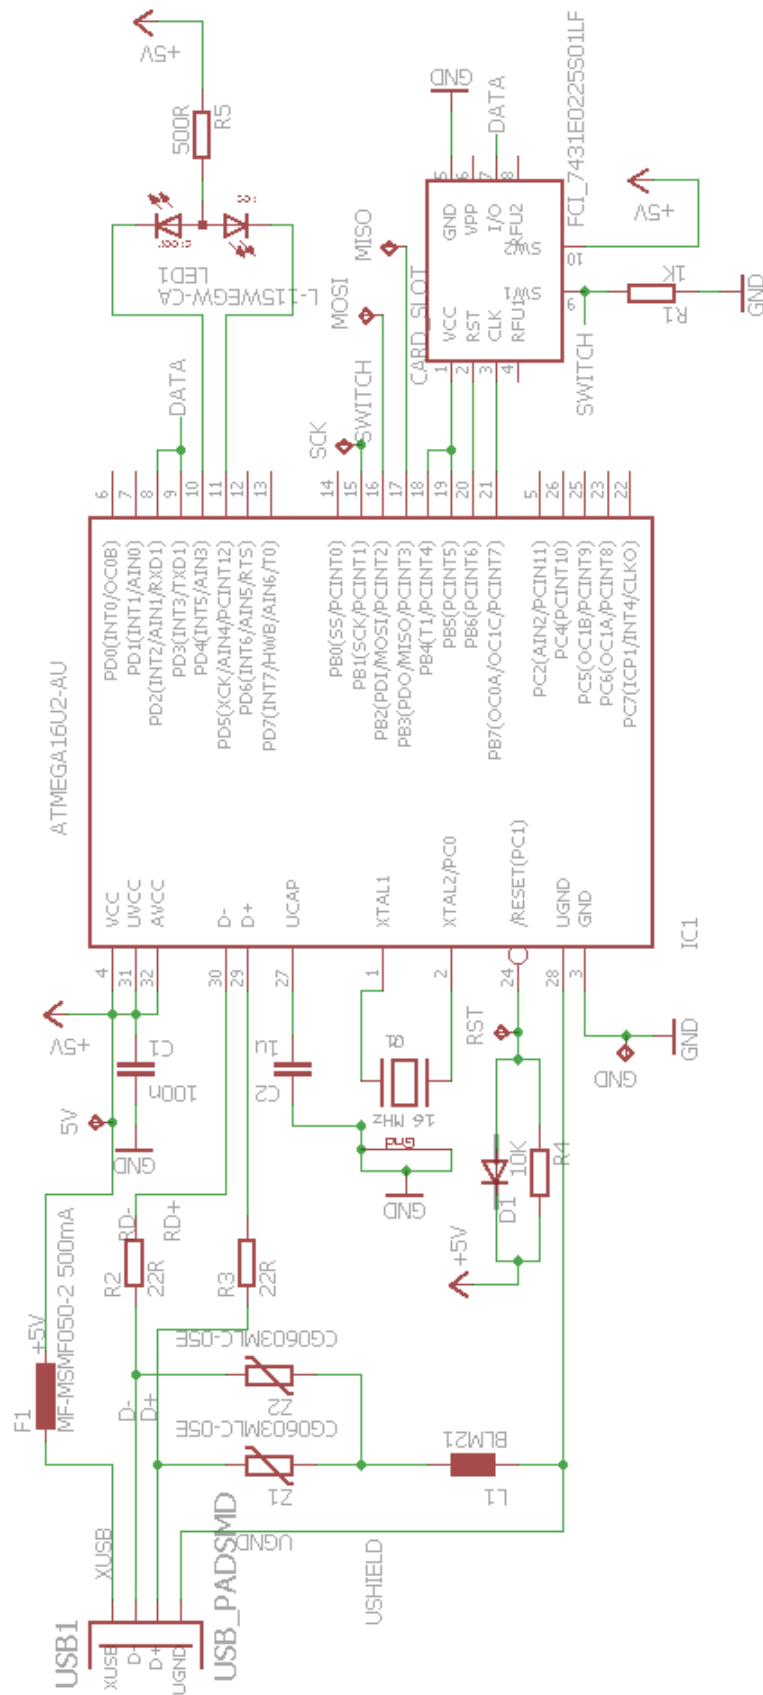 +5V
500R
R5
LED1
L-115WEGW-CA
DATA
GND
DATA
FCI_7431E0225S01LF
MISO
MOSI
SCK
SWITCH
CARD_SLOT
5
6
7
8
GND
VPP
I/O
RFU2
SW2
10
+5V
VCC
RST
CLK
RFU1
SW1
9
1
2
3
4
SWITCH
1K
R1
GND
6
7
8
9
10
11
12
13
14
15
16
17
18
19
20
21
5
26
25
23
22
PD0(INT0/OC0B)
PD1(INT1/AIN0)
PD2(INT2/AIN1/RXD1)
PD3(INT3/TXD1)
PD4(INT5/AIN3)
PD5(XCK/AIN4/PCINT12)
PD6(INT6/AIN5/RTS)
PD7(INT7/HWB/AIN6/T0)
PB0(SS/PCINT0)
PB1(SCK/PCINT1)
PB2(PDI/MOSI/PCINT2)
PB3(PDO/MISO/PCINT3)
PB4(T1/PCINT4)
PB5(PCINT5)
PB6(PCINT6)
PB7(OC0A/OC1C/PCINT7)
PC2(AIN2/PCIN11)
PC4(PCINT10)
PC5(OC1B/PCINT9)
PC6(OC1A/PCINT8)
PC7(ICP1/INT4/CLKO)
ATMEGA16U2-AU
VCC
UVCC
AVCC
D-
D+
UCAP
XTAL1
XTAL2/PC0
/RESET(PC1)
UGND
GND
IC1
4
31
32
30
29
27
1
2
24
28
3
+5V
C1
100n
5V
GND
1u
C2
Q1
16 MHz
Gnd
GND
RST
10K
D1
R4
+5V
GND
GND
RD-
RD+
R2
22R
R3
22R
+5V
F1
MF-MSMF050-2 500mA
D-
D+
CG0603MLC-05E
Z2
CG0603MLC-05E
Z1
BLM21
L1
UGND
USHIELD
XUSB
USB1
XUSB
D-
D+
UGND
USB_PADSMD